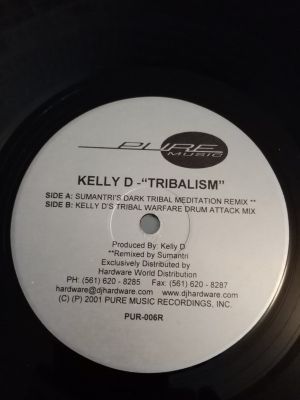 PURE
MUSIC
KELLY D -“TRIBALISM”
SIDE A: SUMANTRI'S DARK TRIBAL MEDITATION REMIX **
SIDE B: KELLY D'S TRIBAL WARFARE DRUM ATTACK MIX
Produced By: Kelly D
**Remixed by Sumantri
Exclusively Distributed by
Hardware World Distribution
PH: (561) 620 - 8285 Fax: (561) 620 - 8287
hardware@djhardware.com www.djhardware.com
(C) (P) 2001 PURE MUSIC RECORDINGS, INC.
PUR-006R